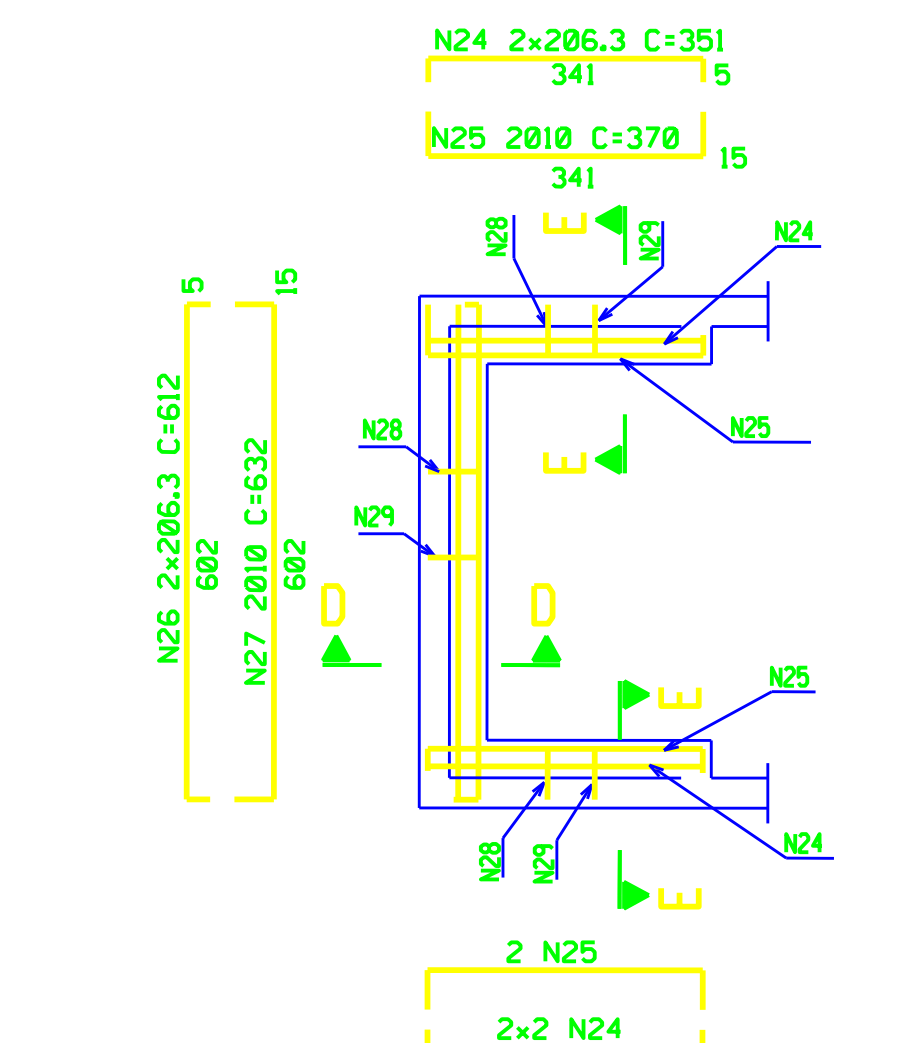 N24 2×206.3 C=351
341 5
N25 2010 C=370
15
341
N28 E N29 N24
5 15
N26 2×206.3 C=612
602
N27 2010 C=632
602
N28
N25
E
N29
D D
N25
E
N28 N29 N24
E
2 N25
2×2 N24